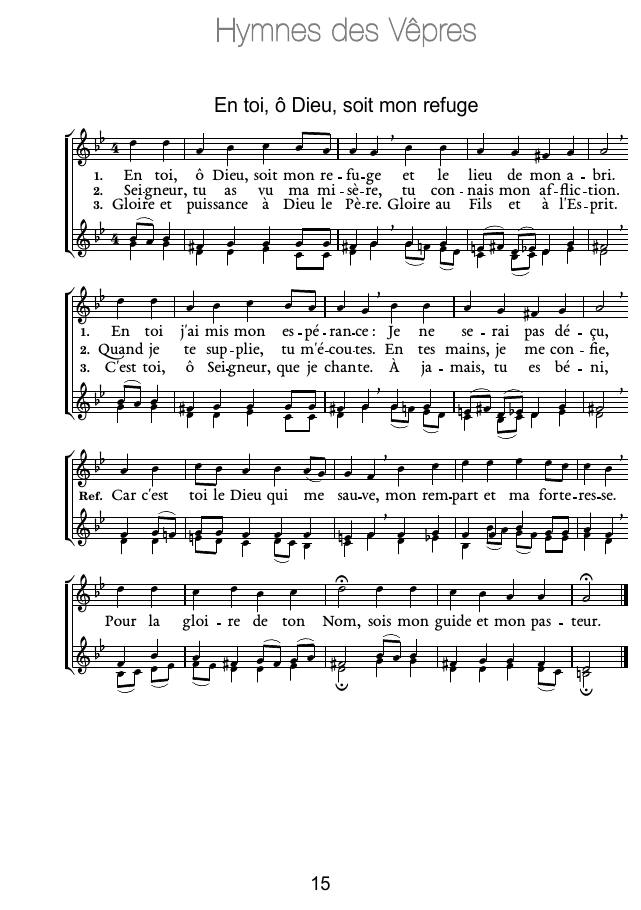 Hymnes des Vêpres
En toi, ô Dieu, soit mon refuge
1. En toi, ô Dieu, soit mon re-fu-ge et le lieu de mon a-bri.
2. Seigneur, tu as vu ma mi-sè-re, tu con-nais mon af-flic-tion.
3. Gloire et puissance à Dieu le Père. Gloire au Fils et à l'Es-prit.
1. En toi j'ai mis mon es-pé-ran-ce : Je ne se-rai pas dé-çu,
2. Quand je te sup-plie, tu m'é-cou-tes. En tes mains, je me con-fie,
3. C'est toi, ô Sei-gneur, que je chante. À ja-mais, tu es bé-ni,
Ref. Car c'est toi le Dieu qui me sau-ve, mon rem-part et ma forte-res-se.
Pour la gloi-re de ton Nom, sois mon guide et mon pas-teur.
15